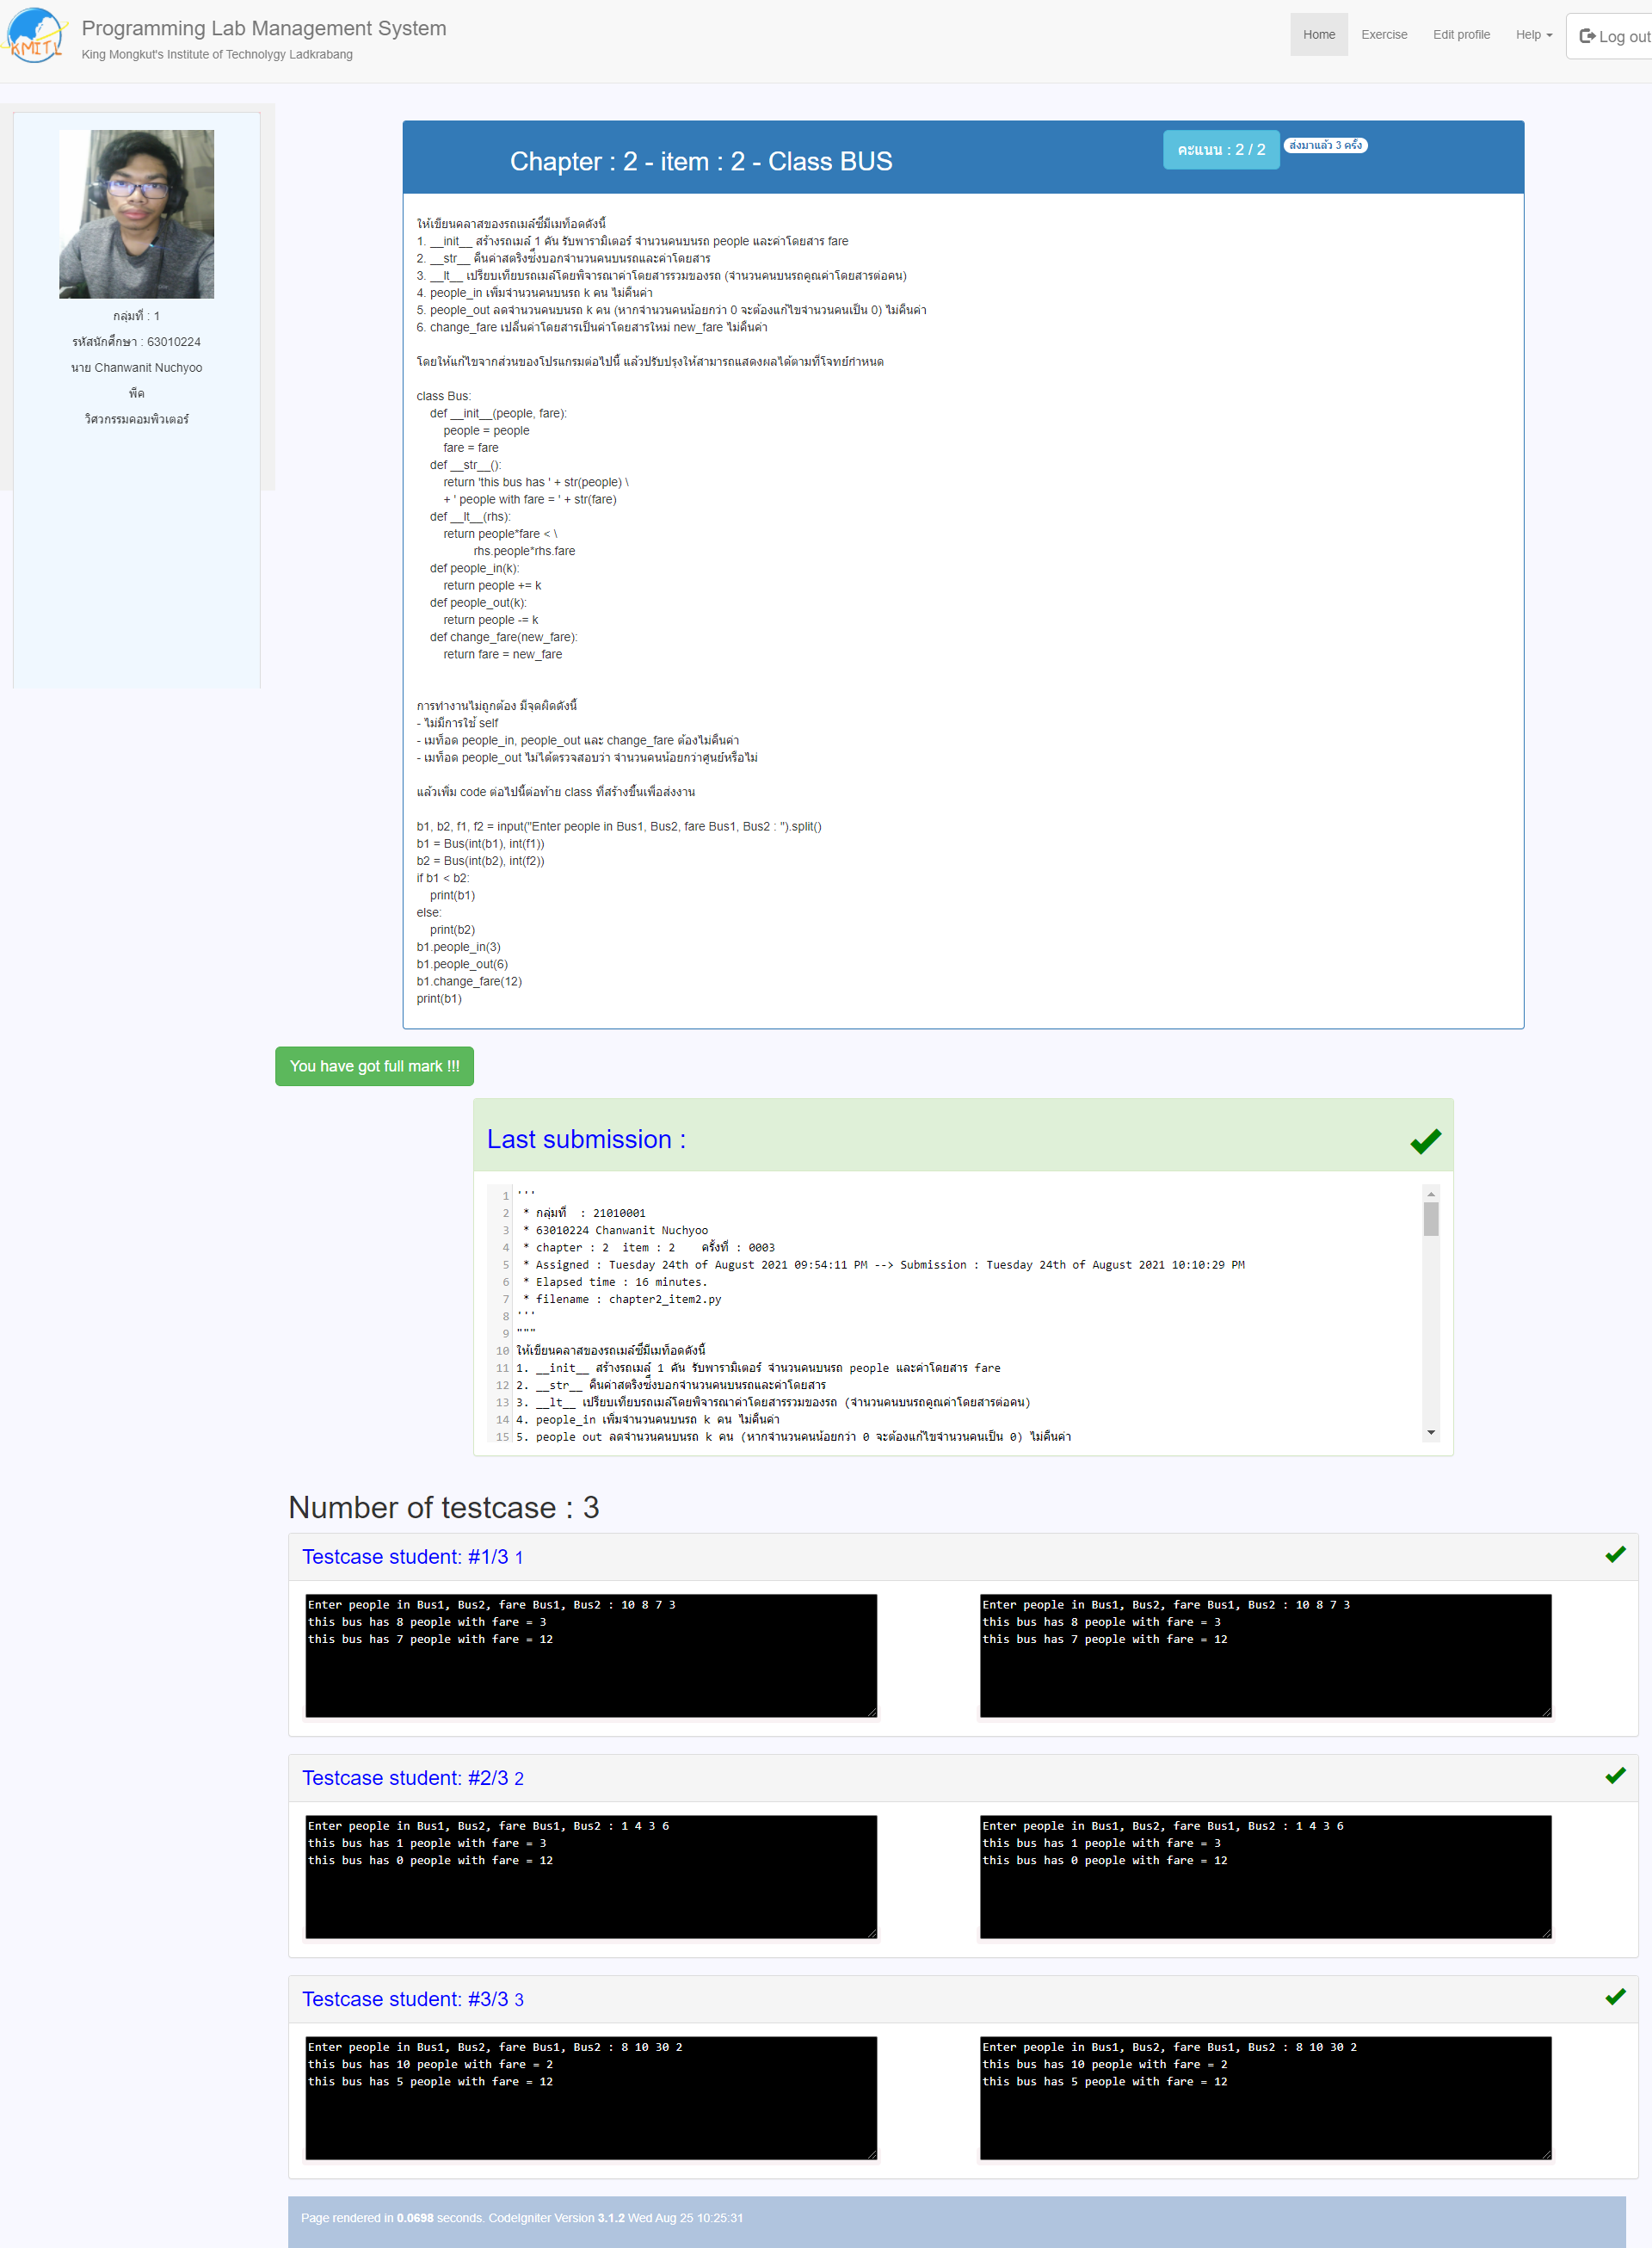 KMITL
Programming Lab Management System
King Mongkut's Institute of Technolygy Ladkrabang
Home
Exercise
Edit profile
Help
Log out
กลุ่มที่ : 1
รหัสนักศึกษา : 63010224
นาย Chanwanit Nuchyoo
พีค
วิศวกรรมคอมพิวเตอร์
Chapter : 2 - item : 2 - Class BUS
คะแนน : 2 / 2
ส่งมาแล้ว 3 ครั้ง
ให้เขียนคลาสของรถเมล์ซึ่มีเมท็อดดังนี้
1. __init__ สร้างรถเมล์ 1 คัน รับพารามิเตอร์ จำนวนคนบนรถ people และค่าโดยสาร fare
2. __str__ คืนค่าสตริงซึ่งบอกจำนวนคนบนรถและค่าโดยสาร
3. __lt__ เปรียบเทียบรถเมล์โดยพิจารณาค่าโดยสารรวมของรถ (จำนวนคนบนรถคูณค่าโดยสารต่อคน)
4. people_in เพิ่มจำนวนคนบนรถ k คน ไม่คืนค่า
5. people_out ลดจำนวนคนบนรถ k คน (หากจำนวนคนน้อยกว่า 0 จะต้องแก้ไขจำนวนคนเป็น 0) ไม่คืนค่า
6. change_fare เปลี่นค่าโดยสารเป็นค่าโดยสารใหม่ new_fare ไม่คืนค่า
โดยให้แก้ไขจากส่วนของโปรแกรมต่อไปนี้ แล้วปรับปรุงให้สามารถแสดงผลได้ตามที่โจทย์กำหนด
class Bus:
def __init__(people, fare):
people = people
fare = fare
def __str__():
return 'this bus has ' + str(people) \
+ ' people with fare = ' + str(fare)
def __lt__(rhs):
return people*fare < \
rhs.people*rhs.fare
def people_in(k):
return people += k
def people_out(k):
return people -= k
def change_fare(new_fare):
return fare = new_fare
การทำงานไม่ถูกต้อง มีจุดผิดดังนี้
- ไม่มีการใช้ self
- เมท็อด people_in, people_out และ change_fare ต้องไม่คืนค่า
- เมท็อด people_out ไม่ได้ตรวจสอบว่า จำนวนคนน้อยกว่าศูนย์หรือไม่
แล้วเพิ่ม code ต่อไปนี้ต่อท้าย class ที่สร้างขึ้นเพื่อส่งงาน
b1, b2, f1, f2 = input("Enter people in Bus1, Bus2, fare Bus1, Bus2 : ").split()
b1 = Bus(int(b1), int(f1))
b2 = Bus(int(b2), int(f2))
if b1 < b2:
print(b1)
else:
print(b2)
b1.people_in(3)
b1.people_out(6)
b1.change_fare(12)
print(b1)
You have got full mark !!!
Last submission :
1 '''
2 * กลุ่มที่ : 21010001
3 * 63010224 Chanwanit Nuchyoo
4 * chapter : 2 item : 2 ครั้งที่ : 0003
5 * Assigned : Tuesday 24th of August 2021 09:54:11 PM --> Submission : Tuesday 24th of August 2021 10:10:29 PM
6 * Elapsed time : 16 minutes.
7 * filename : chapter2_item2.py
8 '''
9 """
10 ให้เขียนคลาสของรถเมล์ซึ่มีเมท็อดดังนี้
11 1. __init__ สร้างรถเมล์ 1 คัน รับพารามิเตอร์ จำนวนคนบนรถ people และค่าโดยสาร fare
12 2. __str__ คืนค่าสตริงซึ่งบอกจำนวนคนบนรถและค่าโดยสาร
13 3. __lt__ เปรียบเทียบรถเมล์โดยพิจารณาค่าโดยสารรวมของรถ (จำนวนคนบนรถคูณค่าโดยสารต่อคน)
14 4. people_in เพิ่มจำนวนคนบนรถ k คน ไม่คืนค่า
15 5. people_out ลดจำนวนคนบนรถ k คน (หากจำนวนคนน้อยกว่า 0 จะต้องแก้ไขจำนวนคนเป็น 0) ไม่คืนค่า
Number of testcase : 3
Testcase student: #1/3 1
Enter people in Bus1, Bus2, fare Bus1, Bus2 : 10 8 7 3
this bus has 8 people with fare = 3
this bus has 7 people with fare = 12
Enter people in Bus1, Bus2, fare Bus1, Bus2 : 10 8 7 3
this bus has 8 people with fare = 3
this bus has 7 people with fare = 12
Testcase student: #2/3 2
Enter people in Bus1, Bus2, fare Bus1, Bus2 : 1 4 3 6
this bus has 1 people with fare = 3
this bus has 0 people with fare = 12
Enter people in Bus1, Bus2, fare Bus1, Bus2 : 1 4 3 6
this bus has 1 people with fare = 3
this bus has 0 people with fare = 12
Testcase student: #3/3 3
Enter people in Bus1, Bus2, fare Bus1, Bus2 : 8 10 30 2
this bus has 10 people with fare = 2
this bus has 5 people with fare = 12
Enter people in Bus1, Bus2, fare Bus1, Bus2 : 8 10 30 2
this bus has 10 people with fare = 2
this bus has 5 people with fare = 12
Page rendered in 0.0698 seconds. CodeIgniter Version 3.1.2 Wed Aug 25 10:25:31